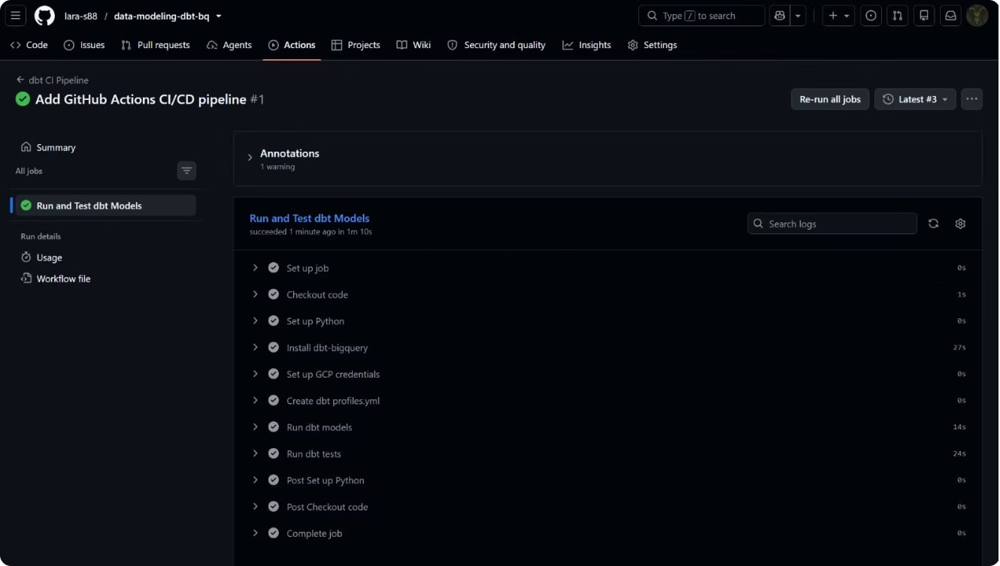 lara-s88 / data-modeling-dbt-bq
Type / to search
Code Issues Pull requests Agents Actions Projects Wiki Security and quality Insights Settings
dbt CI Pipeline
Add GitHub Actions CI/CD pipeline #1
Re-run all jobs
Latest #3
Summary
All jobs
Run and Test dbt Models
Run details
Usage
Workflow file
Annotations
1 warning
Run and Test dbt Models
succeeded 1 minute ago in 1m 10s
Search logs
Set up job 0s
Checkout code 1s
Set up Python 0s
Install dbt-bigquery 27s
Set up GCP credentials 0s
Create dbt profiles.yml 0s
Run dbt models 14s
Run dbt tests 24s
Post Set up Python 0s
Post Checkout code 0s
Complete job 0s